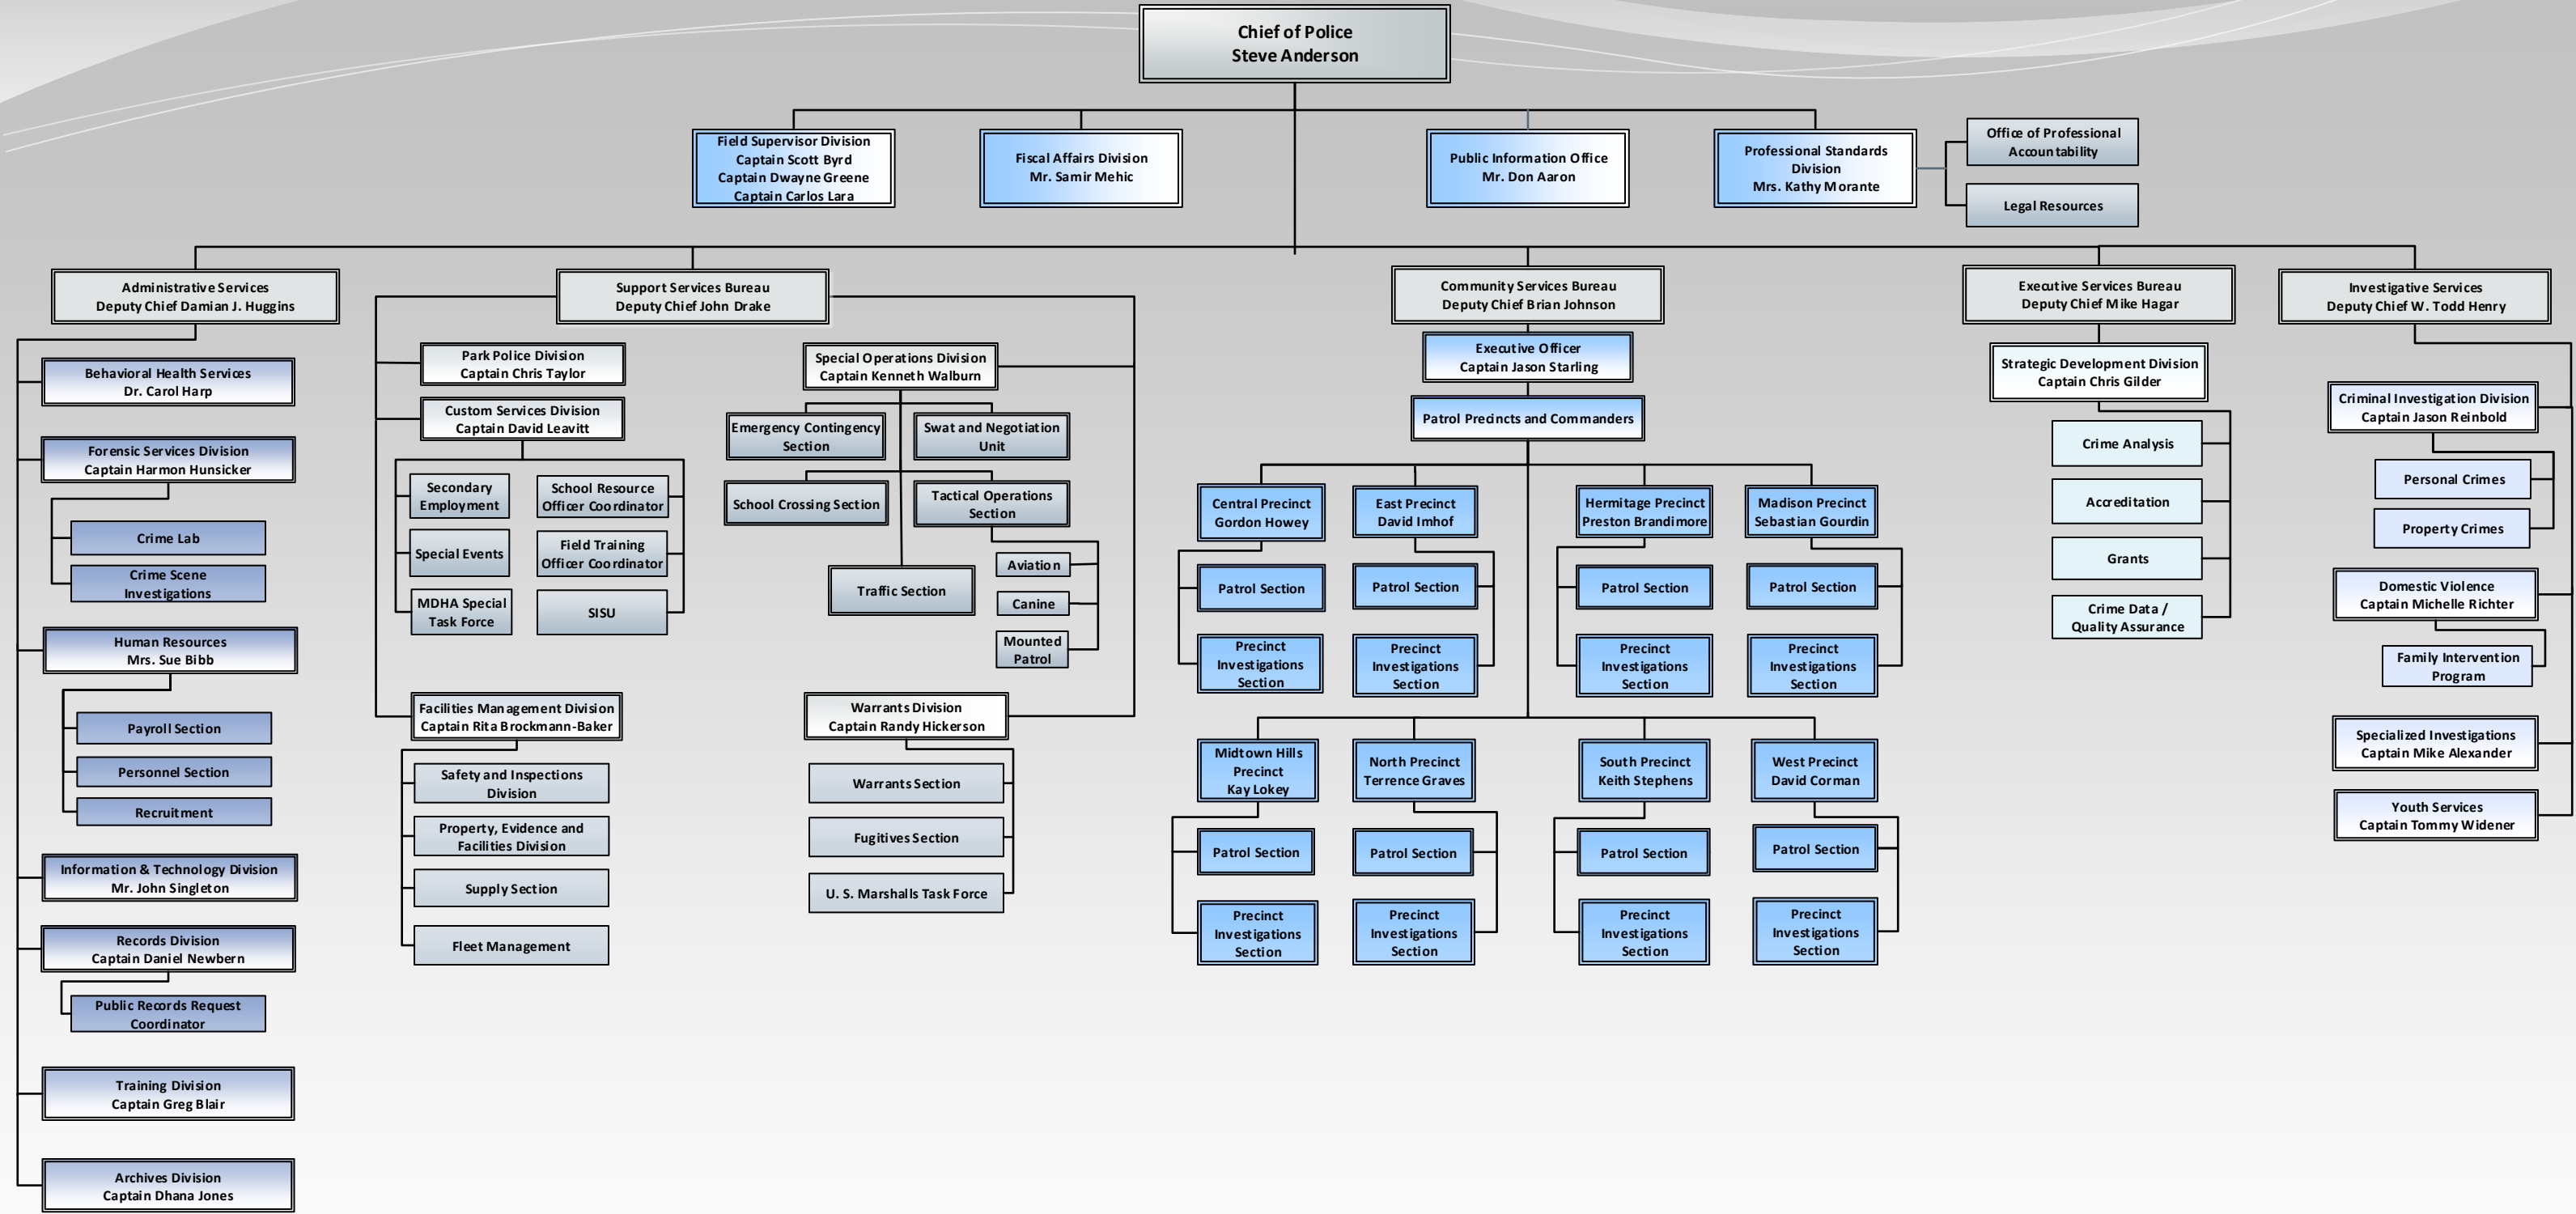 Chief of Police
Steve Anderson
Field Supervisor Division
Captain Scott Byrd
Captain Dwayne Greene
Captain Carlos Lara
Fiscal Affairs Division
Mr. Samir Mehic
Public Information Office
Mr. Don Aaron
Professional Standards
Division
Mrs. Kathy Morante
Office of Professional
Accountability
Legal Resources
Administrative Services
Deputy Chief Damian J. Huggins
Behavioral Health Services
Dr. Carol Harp
Forensic Services Division
Captain Harmon Hunsicker
Crime Lab
Crime Scene
Investigations
Human Resources
Mrs. Sue Bibb
Payroll Section
Personnel Section
Recruitment
Information & Technology Division
Mr. John Singleton
Records Division
Captain Daniel Newbern
Public Records Request
Coordinator
Training Division
Captain Greg Blair
Archives Division
Captain Dhana Jones
Support Services Bureau
Deputy Chief John Drake
Park Police Division
Captain Chris Taylor
Custom Services Division
Captain David Leavitt
Secondary
Employment
Special Events
MDHA Special
Task Force
School Resource
Officer Coordinator
Field Training
Officer Coordinator
SISU
Facilities Management Division
Captain Rita Brockmann-Baker
Safety and Inspections
Division
Property, Evidence and
Facilities Division
Supply Section
Fleet Management
Special Operations Division
Captain Kenneth Walburn
Emergency Contingency
Section
Swat and Negotiation
Unit
School Crossing Section
Tactical Operations
Section
Traffic Section
Aviation
Canine
Mounted
Patrol
Warrants Division
Captain Randy Hickerson
Warrants Section
Fugitives Section
U. S. Marshalls Task Force
Community Services Bureau
Deputy Chief Brian Johnson
Executive Officer
Captain Jason Starling
Patrol Precincts and Commanders
Central Precinct
Gordon Howey
Patrol Section
Precinct
Investigations
Section
East Precinct
David Imhof
Patrol Section
Precinct
Investigations
Section
Hermitage Precinct
Preston Brandimore
Patrol Section
Precinct
Investigations
Section
Madison Precinct
Sebastian Gourdin
Patrol Section
Precinct
Investigations
Section
Midtown Hills
Precinct
Kay Lokey
Patrol Section
Precinct
Investigations
Section
North Precinct
Terrence Graves
Patrol Section
Precinct
Investigations
Section
South Precinct
Keith Stephens
Patrol Section
Precinct
Investigations
Section
West Precinct
David Corman
Patrol Section
Precinct
Investigations
Section
Executive Services Bureau
Deputy Chief Mike Hagar
Strategic Development Division
Captain Chris Gilder
Crime Analysis
Accreditation
Grants
Crime Data /
Quality Assurance
Investigative Services
Deputy Chief W. Todd Henry
Criminal Investigation Division
Captain Jason Reinbold
Personal Crimes
Property Crimes
Domestic Violence
Captain Michelle Richter
Family Intervention
Program
Specialized Investigations
Captain Mike Alexander
Youth Services
Captain Tommy Widener